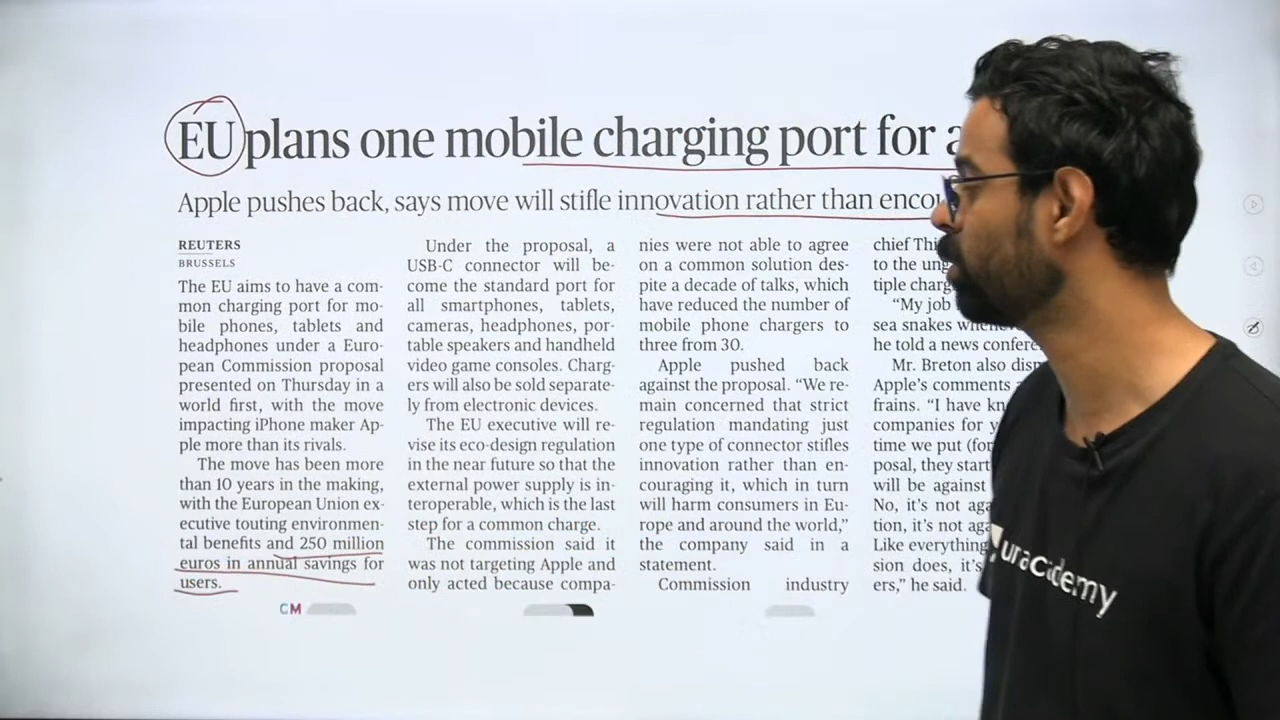 EU plans one mobile charging port for
Apple pushes back, says move will stifle innovation rather than
REUTERS
BRUSSELS
The EU aims to have a com-
mon charging port for mo-
bile phones, tablets and
headphones under a Euro-
pean Commission proposal
presented on Thursday in a
world first, with the move
impacting iPhone maker Ap-
ple more than its rivals.
The move has been more
than 10 years in the making,
with the European Union ex-
ecutive touting environmen-
tal benefits and 250 million
euros in annual savings for
users.
Under the proposal, a
USB-C connector will be-
come the standard port for
all smartphones, tablets,
cameras, headphones, por-
table speakers and handheld
video game consoles. Charg-
ers will also be sold separate-
ly from electronic devices.
The EU executive will re-
vise its eco-design regulation
in the near future so that the
external power supply is in-
teroperable, which is the last
step for a common charge.
The commission said it
was not targeting Apple and
only acted because compa-
nies were not able to agree
on a common solution des-
pite a decade of talks, which
have reduced the number of
mobile phone chargers to
three from 30.
Apple pushed back
against the proposal. “We re-
main concerned that strict
regulation mandating just
one type of connector stifles
innovation rather than en-
couraging it, which in turn
will harm consumers in Eu-
rope and around the world,”
the company said in a
statement.
Commission industry
chief
to the
tiple
“My job
sea snakes
he told a news
Mr. Breton also
Apple’s comments
frains. “I have
companies for
time we put (for
posal, they start
will be against
No, it’s not
tion, it’s not
Like everything
sion does, it’s
ers,” he said.
CM